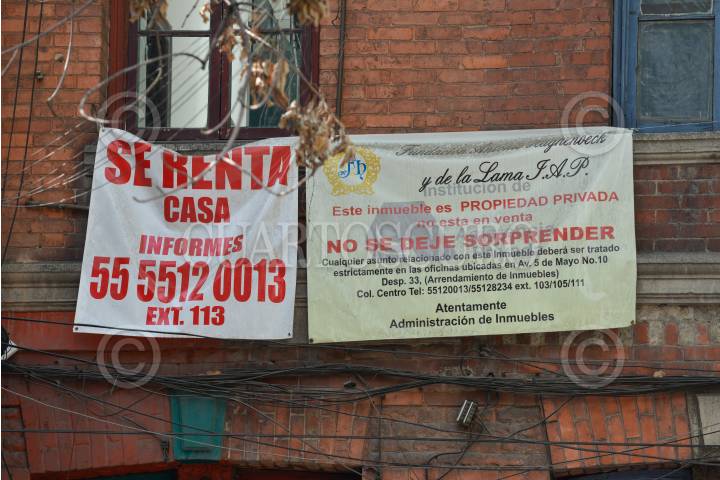 SE RENTA
CASA
INFORMES
55 5512 0013
EXT. 113
Fundación
y de la Lama I.A.P.
Institución de
Este inmueble es PROPIEDAD PRIVADA
no esta en venta
NO SE DEJE SORPRENDER
Cualquier asunto relacionado con este Inmueble deberá ser tratado
estrictamente en las oficinas ubicadas en Av. 5 de Mayo No.10
Desp. 33, (Arrendamiento de Inmuebles)
Col. Centro Tel: 55120013/55128234 ext. 103/105/111
Atentamente
Administración de Inmuebles